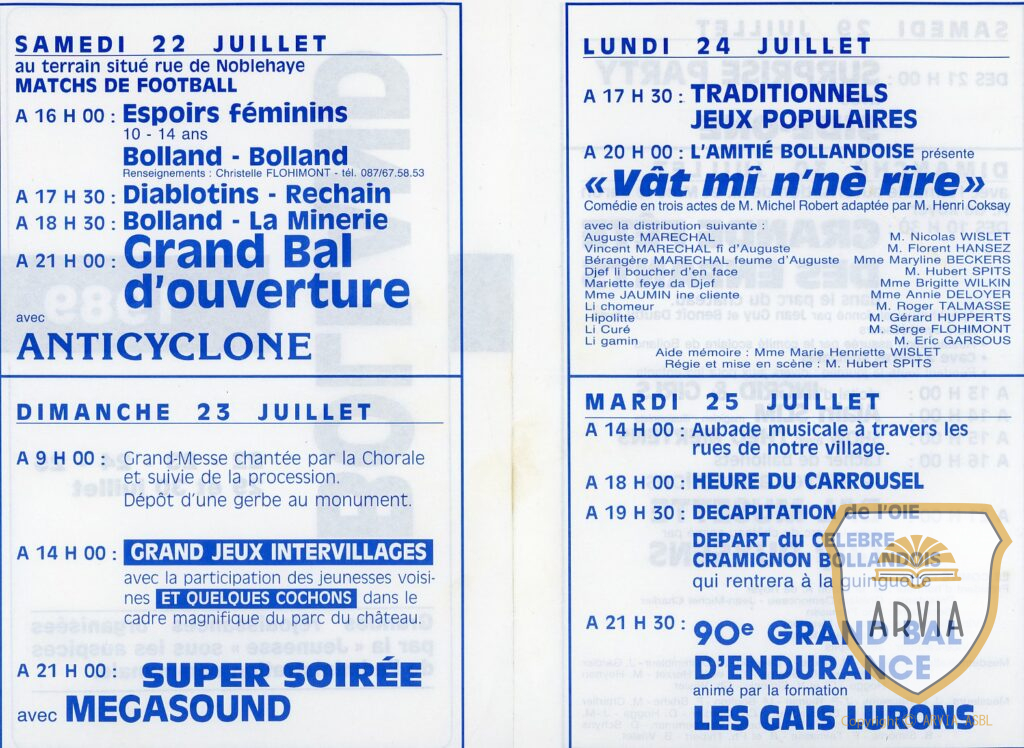 SAMEDI 22 JUILLET
au terrain situé rue de Noblehaye
MATCHS DE FOOTBALL
A 16 H 00 : Espoirs féminins
10 - 14 ans
Bolland - Bolland
Renseignements : Christelle FLOHIMONT - tél. 087/67.58.53
A 17 H 30 : Diablotins - Rechain
A 18 H 30 : Bolland - La Minerie
A 21 H 00 : Grand Bal
d'ouverture
avec
ANTICYCLONE
DIMANCHE 23 JUILLET
A 9 H 00 : Grand-Messe chantée par la Chorale
et suivie de la procession.
Dépôt d'une gerbe au monument.
A 14 H 00 : GRAND JEUX INTERVILLAGES
avec la participation des jeunesses voisi-
nes ET QUELQUES COCHONS dans le
cadre magnifique du parc du château.
A 21 H 00 : SUPER SOIRÉE
avec MEGASOUND
LUNDI 24 JUILLET
A 17 H 30 : TRADITIONNELS
JEUX POPULAIRES
A 20 H 00 : L'AMITIÉ BOLLANDOISE présente
«Vât mî n'nè rîre»
Comédie en trois actes de M. Michel Robert adaptée par M. Henri Coksay
avec la distribution suivante :
Auguste MARECHAL M. Nicolas WISLET
Vincent MARECHAL fi d'Auguste M. Florent HANSEZ
Bérangère MARECHAL feume d'Auguste Mme Maryline BECKERS
Djef li boucher d'en face M. Hubert SPITS
Mariette feye da Djef Mme Brigitte WILKIN
Mme JAUMIN ine cliente Mme Annie DELOYER
Li chomeur M. Roger TALMASSE
Hipolitte M. Gérard HUPPERTS
Li Curé M. Serge FLOHIMONT
Li gamin M. Eric GARSOUS
Aide mémoire : Mme Marie Henriette WISLET
Régie et mise en scène : M. Hubert SPITS
MARDI 25 JUILLET
A 14 H 00 : Aubade musicale à travers les
rues de notre village.
A 18 H 00 : HEURE DU CARROUSEL
A 19 H 30 : DECAPITATION de l'OIE
DEPART du CELEBRE
CRAMIGNON BOLLANDOIS
qui rentrera à la guinguette
A 21 H 30 : 90e GRAND BAL
D'ENDURANCE
animé par la formation
LES GAIS LURONS
ARVIA
Copyright © ARVIA ASBL